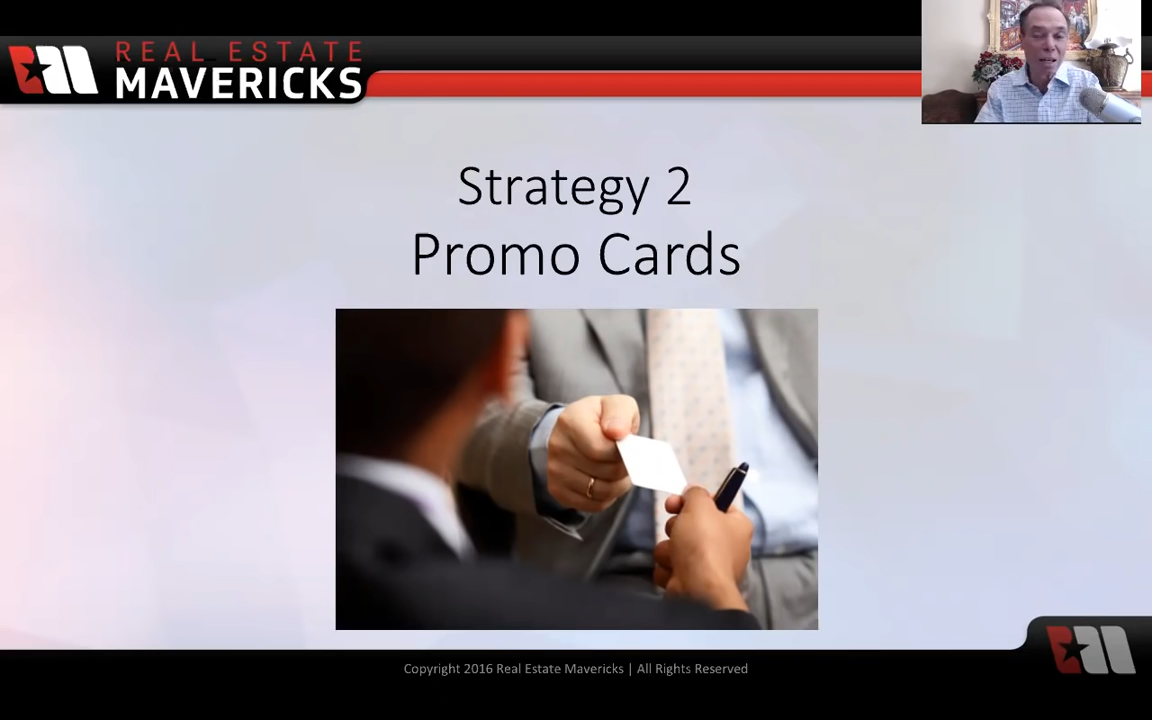 REAL ESTATE
MAVERICKS
Strategy 2
Promo Cards
Copyright 2016 Real Estate Mavericks | All Rights Reserved